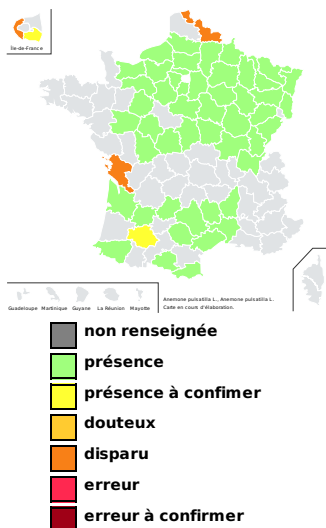 Île-de-France
Guadeloupe Martinique Guyane La Réunion Mayotte
Anemone pulsatilla L., Anemone pulsatilla L.
Carte en cours d'élaboration.
non renseignée
présence
présence à confimer
douteux
disparu
erreur
erreur à confirmer